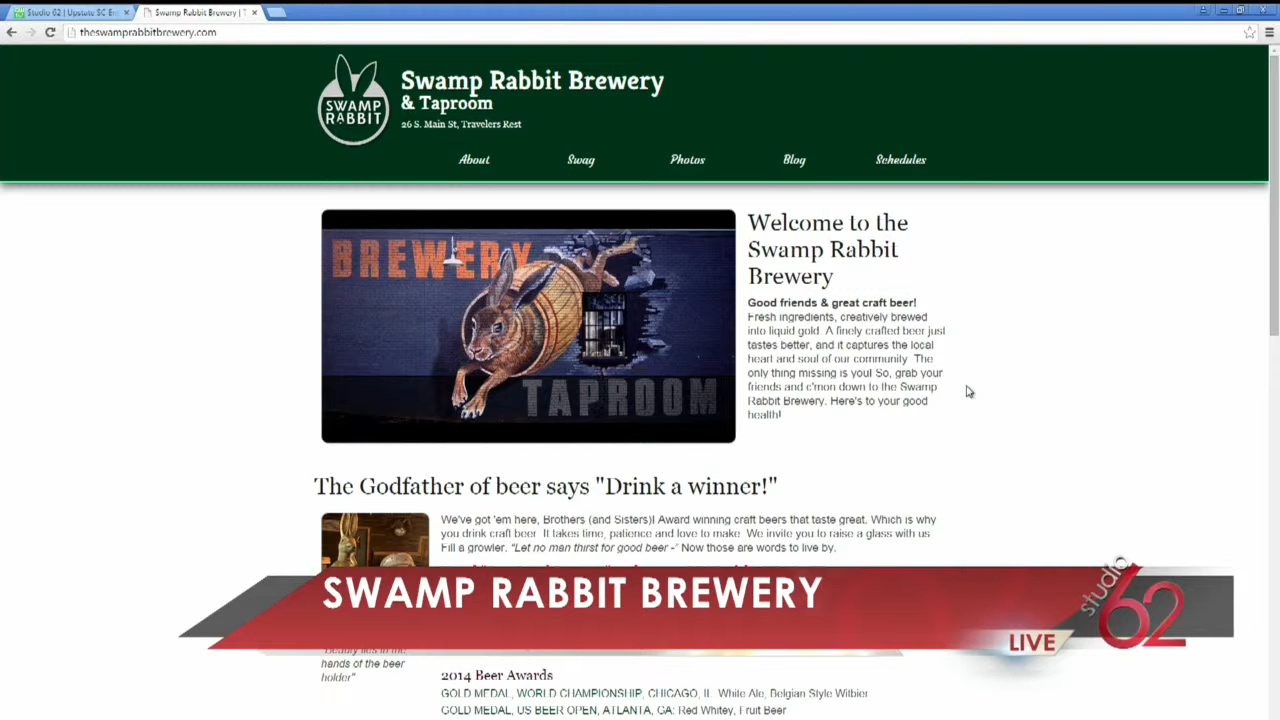 Studio 62 | Upstate SC En
Swamp Rabbit Brewery | T
theswamprabbitbrewery.com
SWAMP
RABBIT
Swamp Rabbit Brewery
& Taproom
26 S. Main St, Travelers Rest
About Swag Photos Blog Schedules
BREWERY
TAPROOM
Welcome to the
Swamp Rabbit
Brewery
Good friends & great craft beer!
Fresh ingredients, creatively brewed
into liquid gold. A finely crafted beer just
tastes better, and it captures the local
heart and soul of our community. The
only thing missing is you! So, grab your
friends and c'mon down to the Swamp
Rabbit Brewery. Here's to your good
health!
The Godfather of beer says "Drink a winner!"
We've got 'em here, Brothers (and Sisters)! Award winning craft beers that taste great. Which is why
you drink craft beer. It takes time, patience and love to make. We invite you to raise a glass with us.
Fill a growler. "Let no man thirst for good beer -" Now those are words to live by.
SWAMP RABBIT BREWERY
studio
62
LIVE
"Beauty lies in the
hands of the beer
holder"
2014 Beer Awards
GOLD MEDAL, WORLD CHAMPIONSHIP, CHICAGO, IL: White Ale, Belgian Style Witbier
GOLD MEDAL, US BEER OPEN, ATLANTA, GA: Red Whitey, Fruit Beer